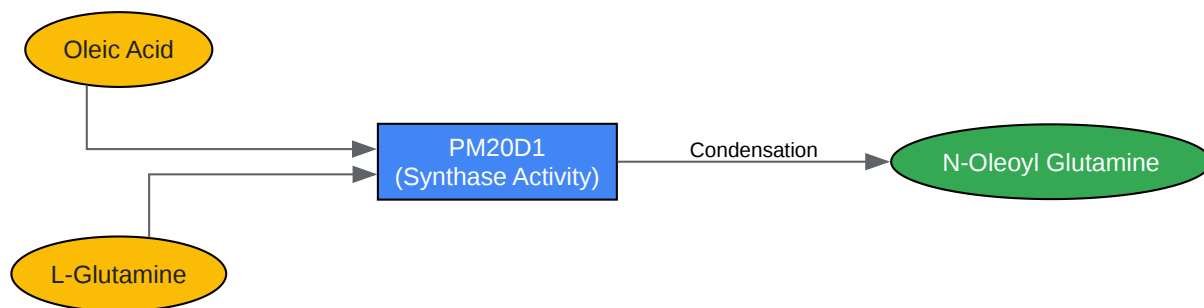 Oleic Acid
PM20D1
(Synthase Activity)
Condensation
N-Oleoyl Glutamine
L-Glutamine